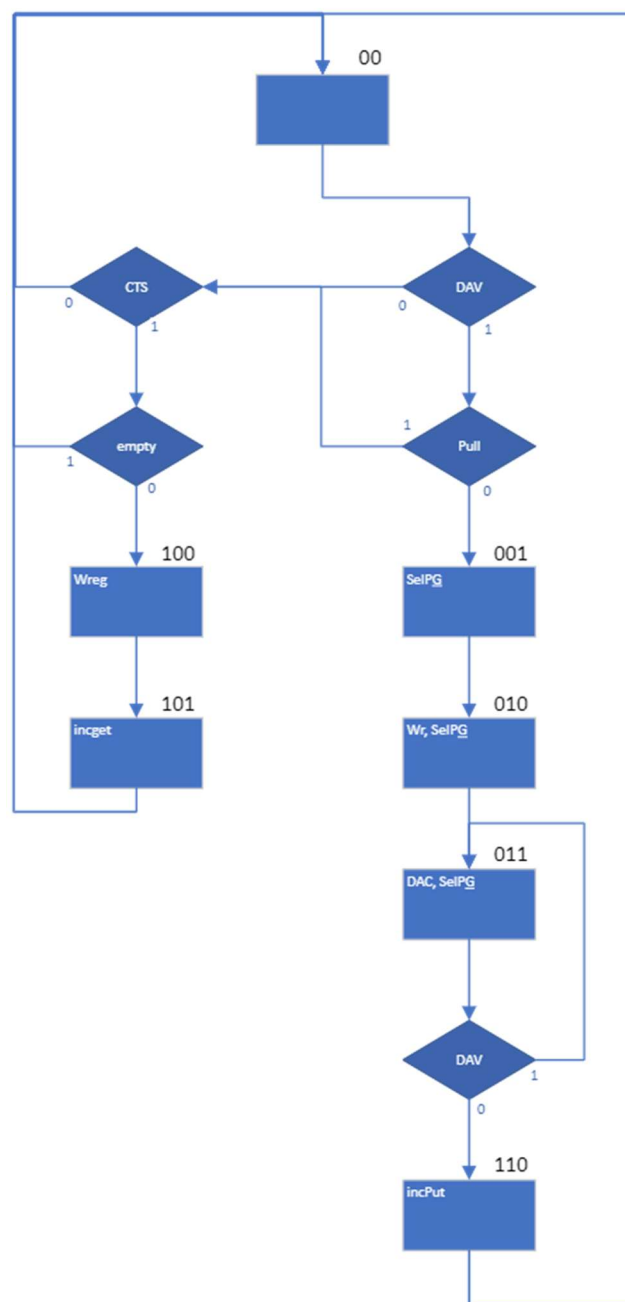 00
CTS
DAV
0
0
1
1
empty
Pull
1
1
0
0
100
001
Wreg
SelPG
101
010
incget
Wr, SelPG
011
DAC, SelPG
DAV
1
0
110
incPut